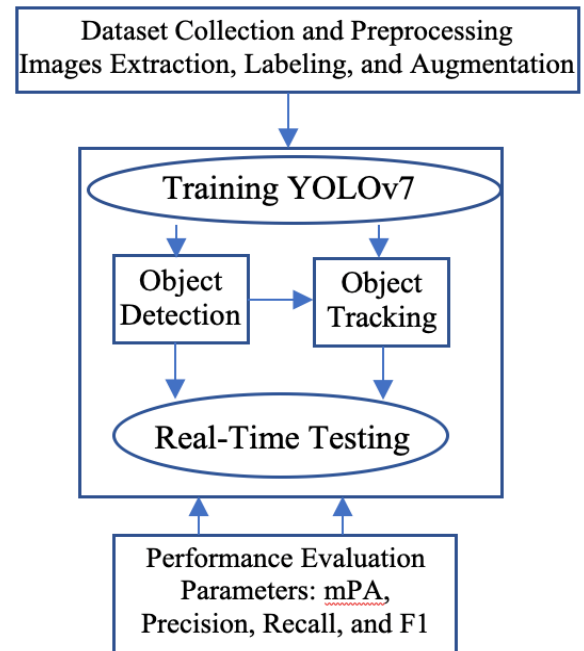 Dataset Collection and Preprocessing
Images Extraction, Labeling, and Augmentation
Training YOLOv7
Object
Detection
Object
Tracking
Real-Time Testing
Performance Evaluation
Parameters: mPA,
Precision, Recall, and F1